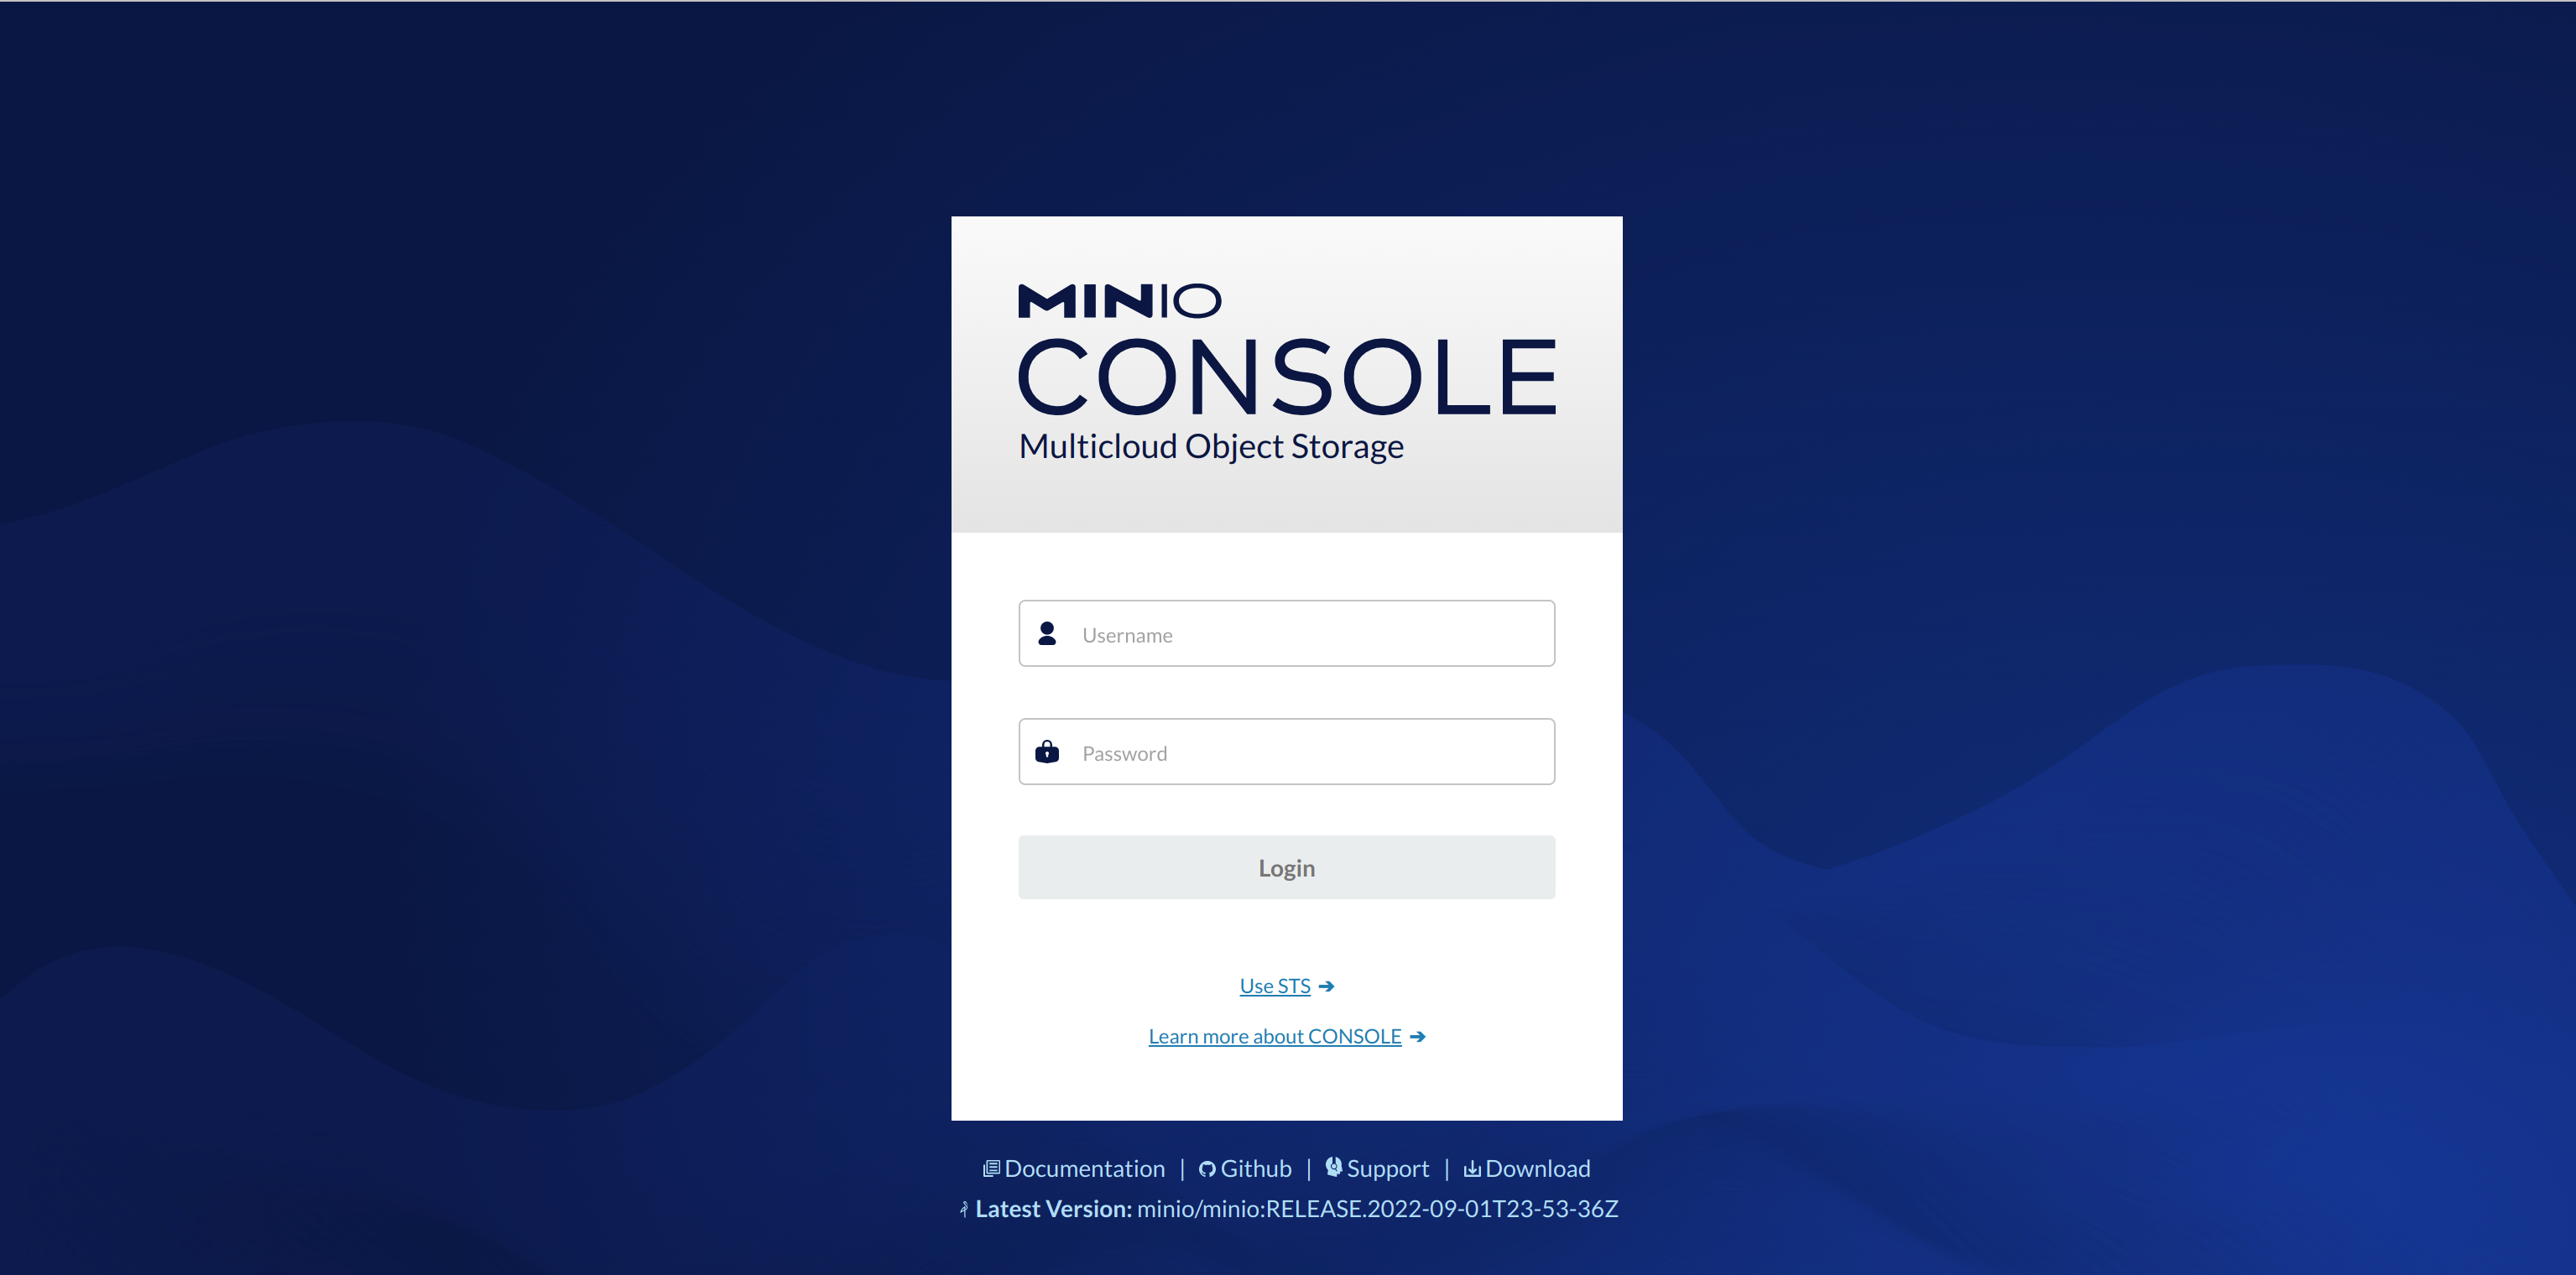 MINIO
CONSOLE
Multicloud Object Storage
Username
Password
Login
Use STS ➔
Learn more about CONSOLE ➔
Documentation | Github | Support | Download
Latest Version: minio/minio:RELEASE.2022-09-01T23-53-36Z